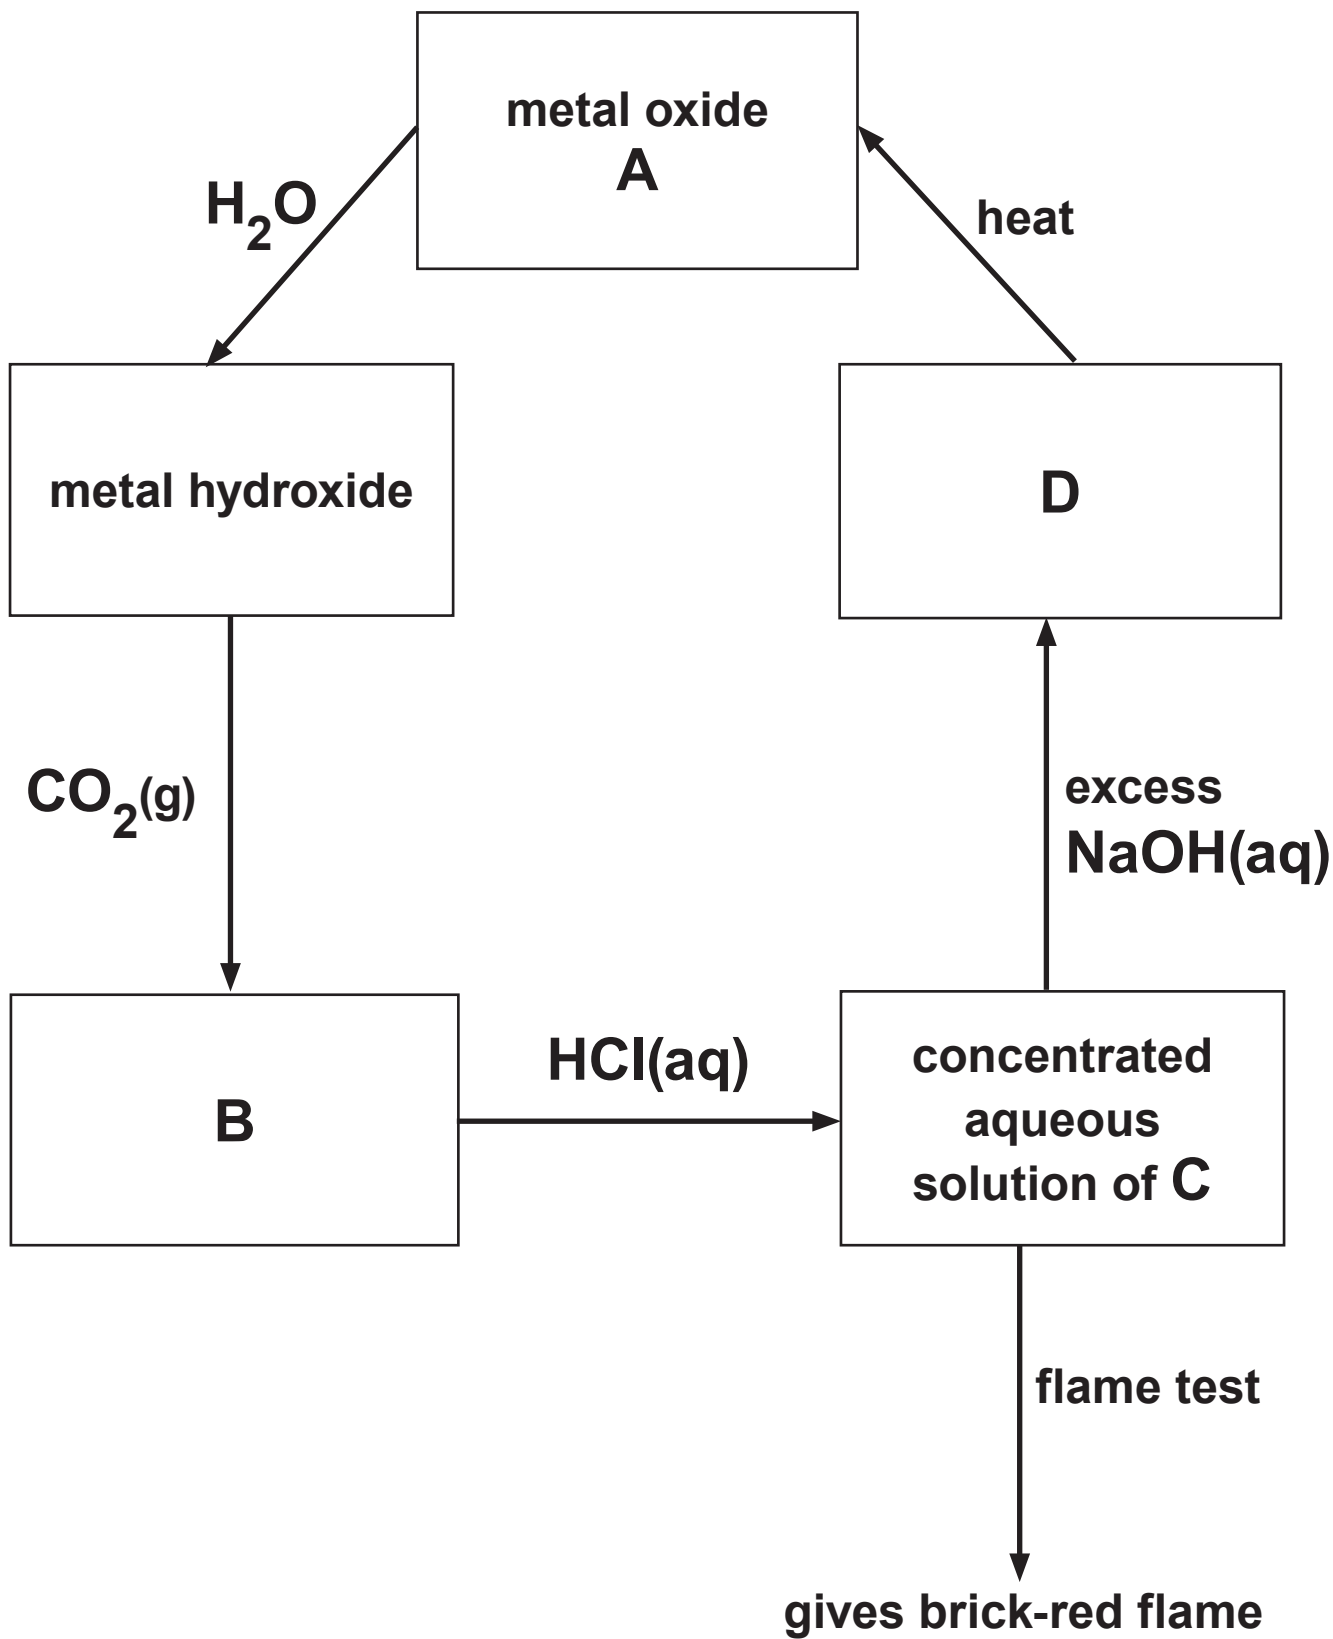 metal oxide
A
H₂O
heat
metal hydroxide
D
CO₂(g)
excess
NaOH(aq)
B
HCl(aq)
concentrated
aqueous
solution of C
flame test
gives brick-red flame